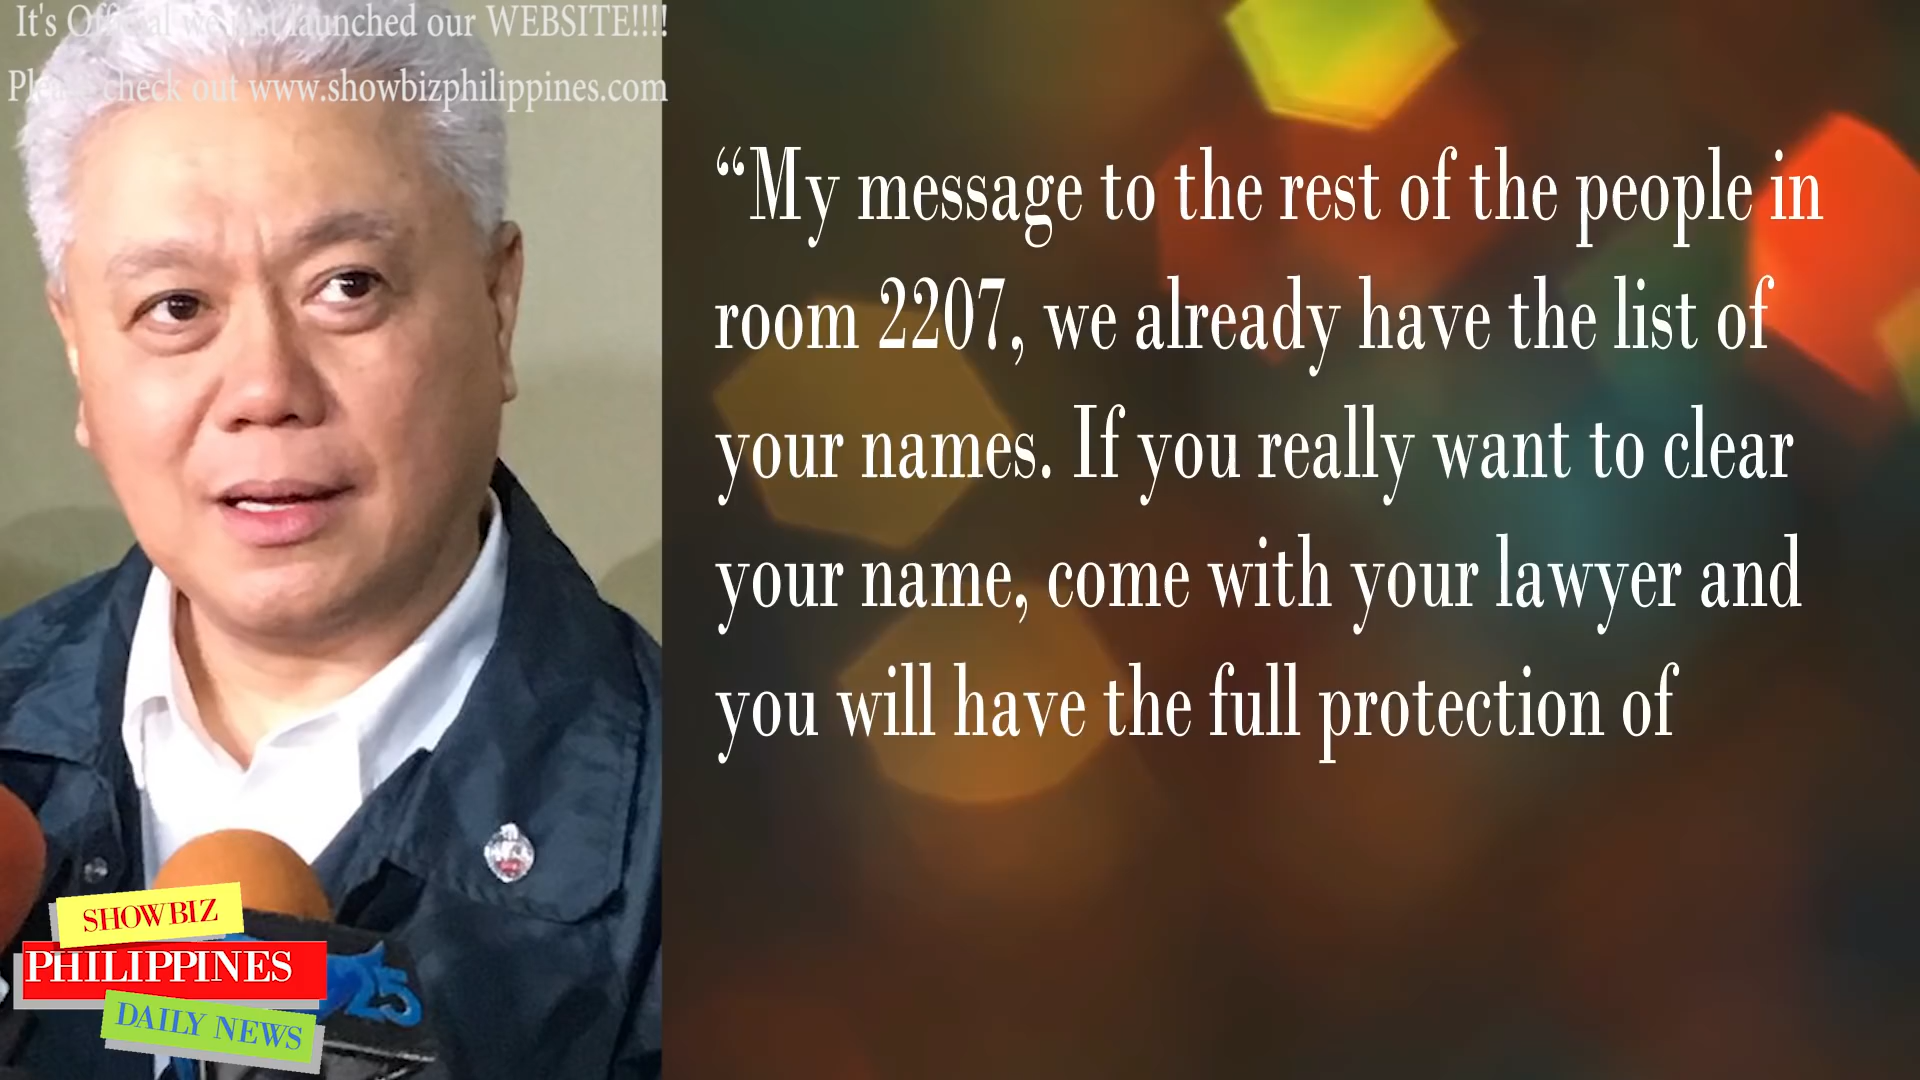 It's Official we just launched our WEBSITE!!!!
Please check out www.showbizphilippines.com
“My message to the rest of the people in
room 2207, we already have the list of
your names. If you really want to clear
your name, come with your lawyer and
you will have the full protection of
SHOWBIZ
PHILIPPINES
25
DAILY NEWS